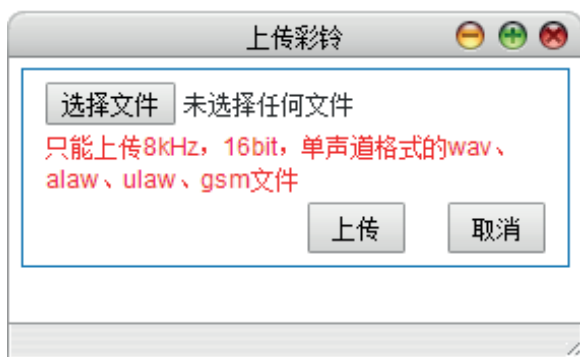 上传彩铃
选择文件 未选择任何文件
只能上传8kHz，16bit，单声道格式的wav、
alaw、ulaw、gsm文件
上传 取消